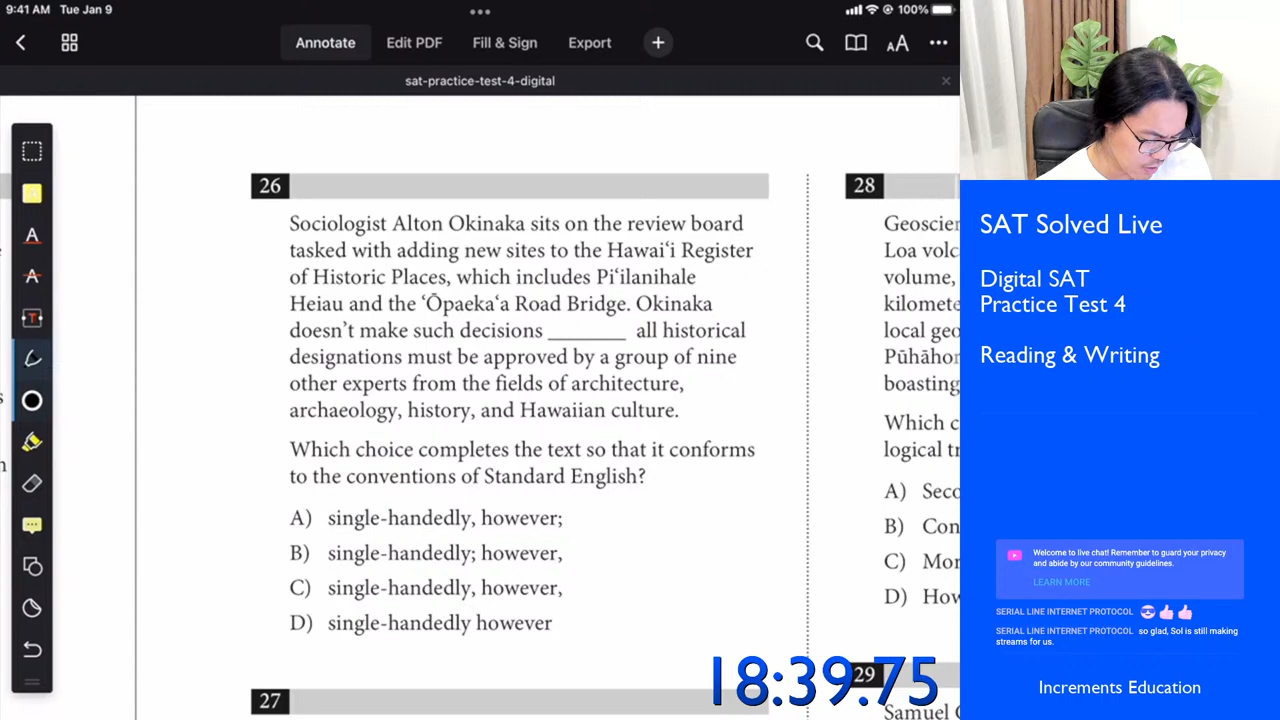 9:41 AM Tue Jan 9
100%
Annotate
Edit PDF
Fill & Sign
Export
AA
sat-practice-test-4-digital
26
Sociologist Alton Okinaka sits on the review board
tasked with adding new sites to the Hawai‘i Register
of Historic Places, which includes Pi‘ilanihale
Heiau and the ‘Ōpaeka‘a Road Bridge. Okinaka
doesn’t make such decisions ________ all historical
designations must be approved by a group of nine
other experts from the fields of architecture,
archaeology, history, and Hawaiian culture.
Which choice completes the text so that it conforms
to the conventions of Standard English?
A) single-handedly, however;
B) single-handedly; however,
C) single-handedly, however,
D) single-handedly however
27
28
Geoscien
Loa volc
volume,
kilomete
local geo
Pūhāhon
boasting
Which c
logical tr
A) Seco
B) Con
C) Mor
D) How
29
Samuel C
18:39.75
SAT Solved Live
Digital SAT
Practice Test 4
Reading & Writing
Welcome to live chat! Remember to guard your privacy
and abide by our community guidelines.
LEARN MORE
SERIAL LINE INTERNET PROTOCOL
SERIAL LINE INTERNET PROTOCOL so glad, Sol is still making
streams for us.
Increments Education